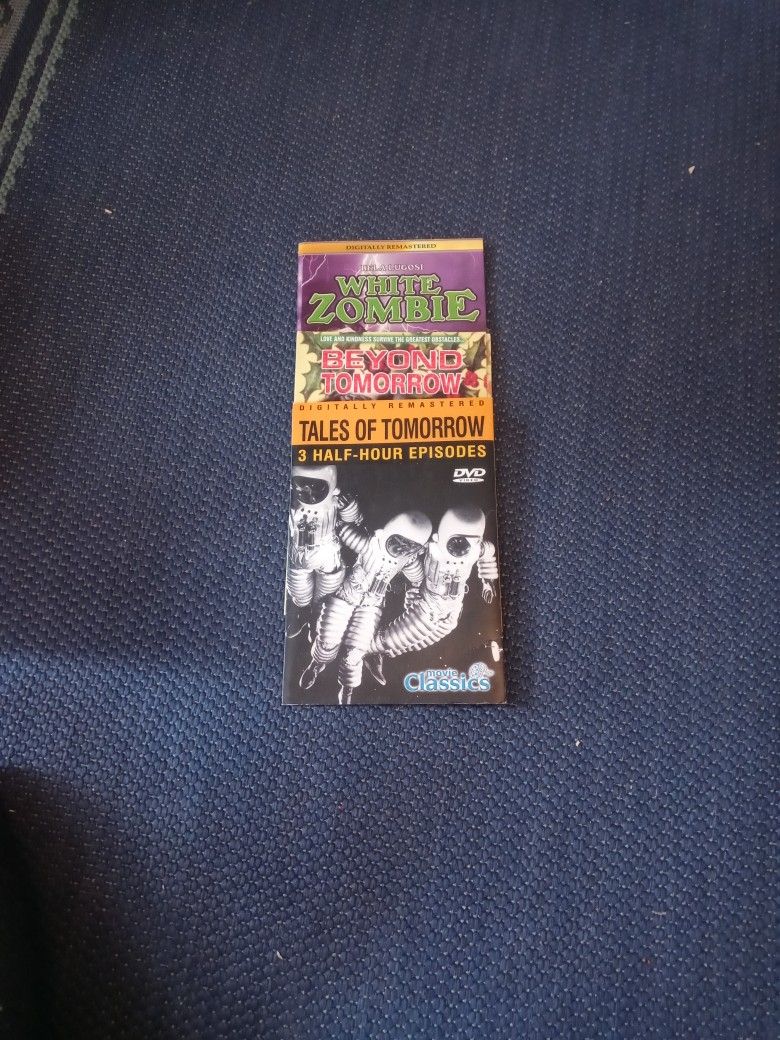 DIGITALLY REMASTERED
BELA LUGOSI
WHITE
ZOMBIE
LOVE AND KINDNESS SURVIVE THE GREATEST OBSTACLES...
BEYOND
TOMORROW
DIGITALLY REMASTERED
TALES OF TOMORROW
3 HALF-HOUR EPISODES
DVD
VIDEO
movie
Classics